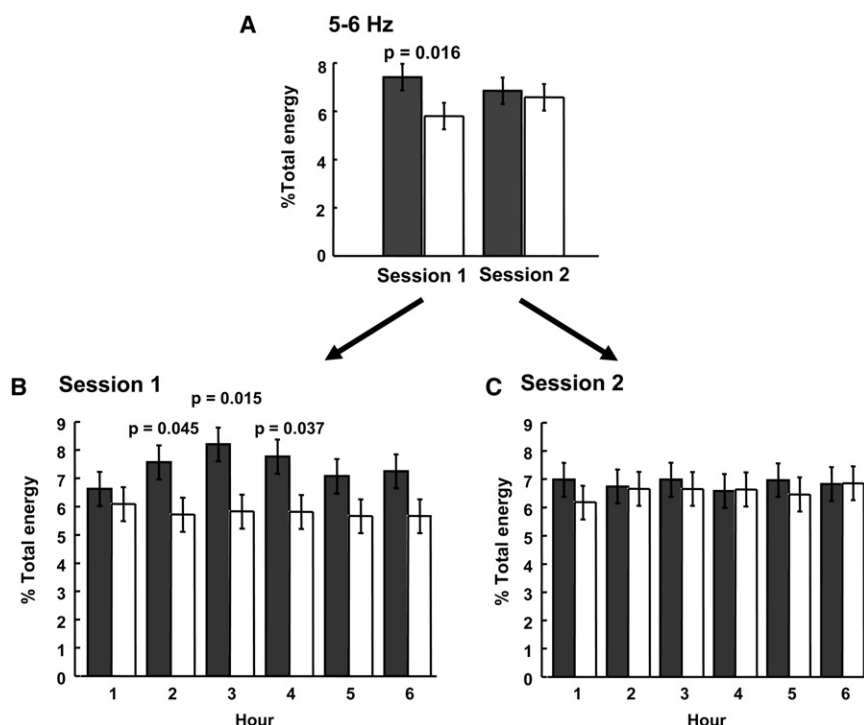 A 5-6 Hz
p = 0.016
8
6
4
2
0
%Total energy
Session 1 Session 2
B Session 1
p = 0.015
p = 0.045 p = 0.037
9
8
7
6
5
4
3
2
1
0
% Total energy
1 2 3 4 5 6
Hour
C Session 2
9
8
7
6
5
4
3
2
1
0
% Total energy
1 2 3 4 5 6
Hour